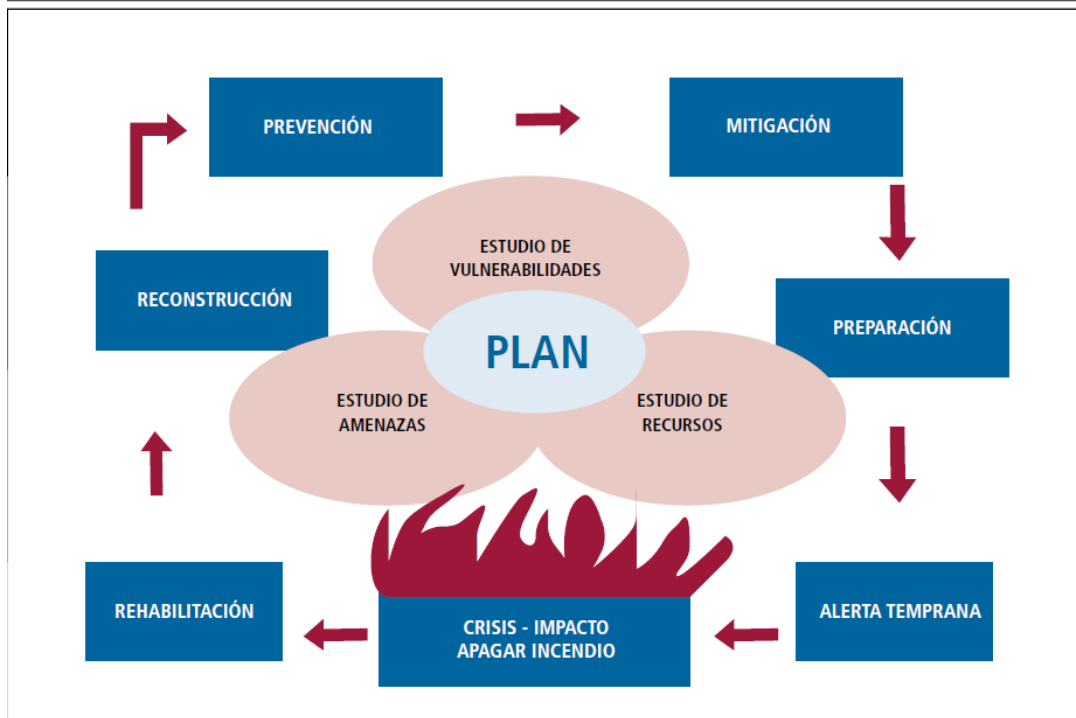 PREVENCIÓN
MITIGACIÓN
ESTUDIO DE
VULNERABILIDADES
RECONSTRUCCIÓN
PREPARACIÓN
PLAN
ESTUDIO DE
AMENAZAS
ESTUDIO DE
RECURSOS
REHABILITACIÓN
CRISIS - IMPACTO
APAGAR INCENDIO
ALERTA TEMPRANA